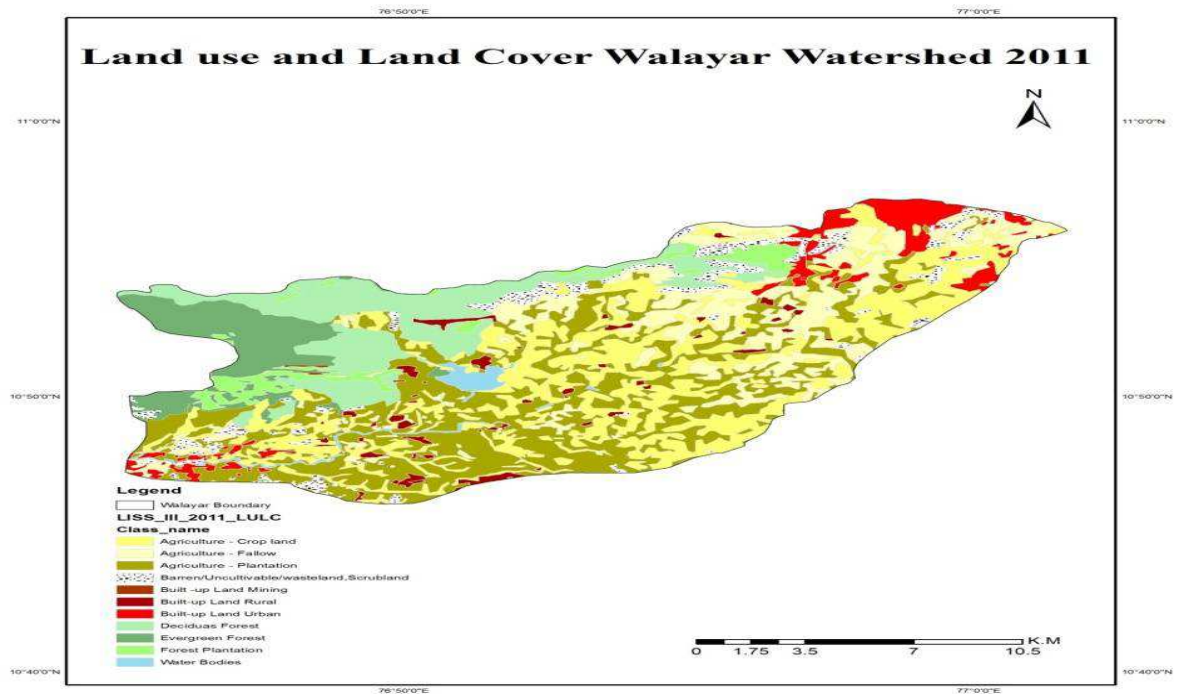 76°50'0"E 77°0'0"E
Land use and Land Cover Walayar Watershed 2011
N
11°0'0"N 11°0'0"N
10°50'0"N 10°50'0"N
Legend
Walayar Boundary
LISS_III_2011_LULC
Class_name
Agriculture - Crop land
Agriculture - Fallow
Agriculture - Plantation
Barren/Uncultivable/wasteland,Scrubland
Built -up Land Mining
Built-up Land Rural
Built-up Land Urban
Deciduas Forest
Evergreen Forest
Forest Plantation
Water Bodies
K.M
0 1.75 3.5 7 10.5
10°40'0"N 10°40'0"N
76°50'0"E 77°0'0"E